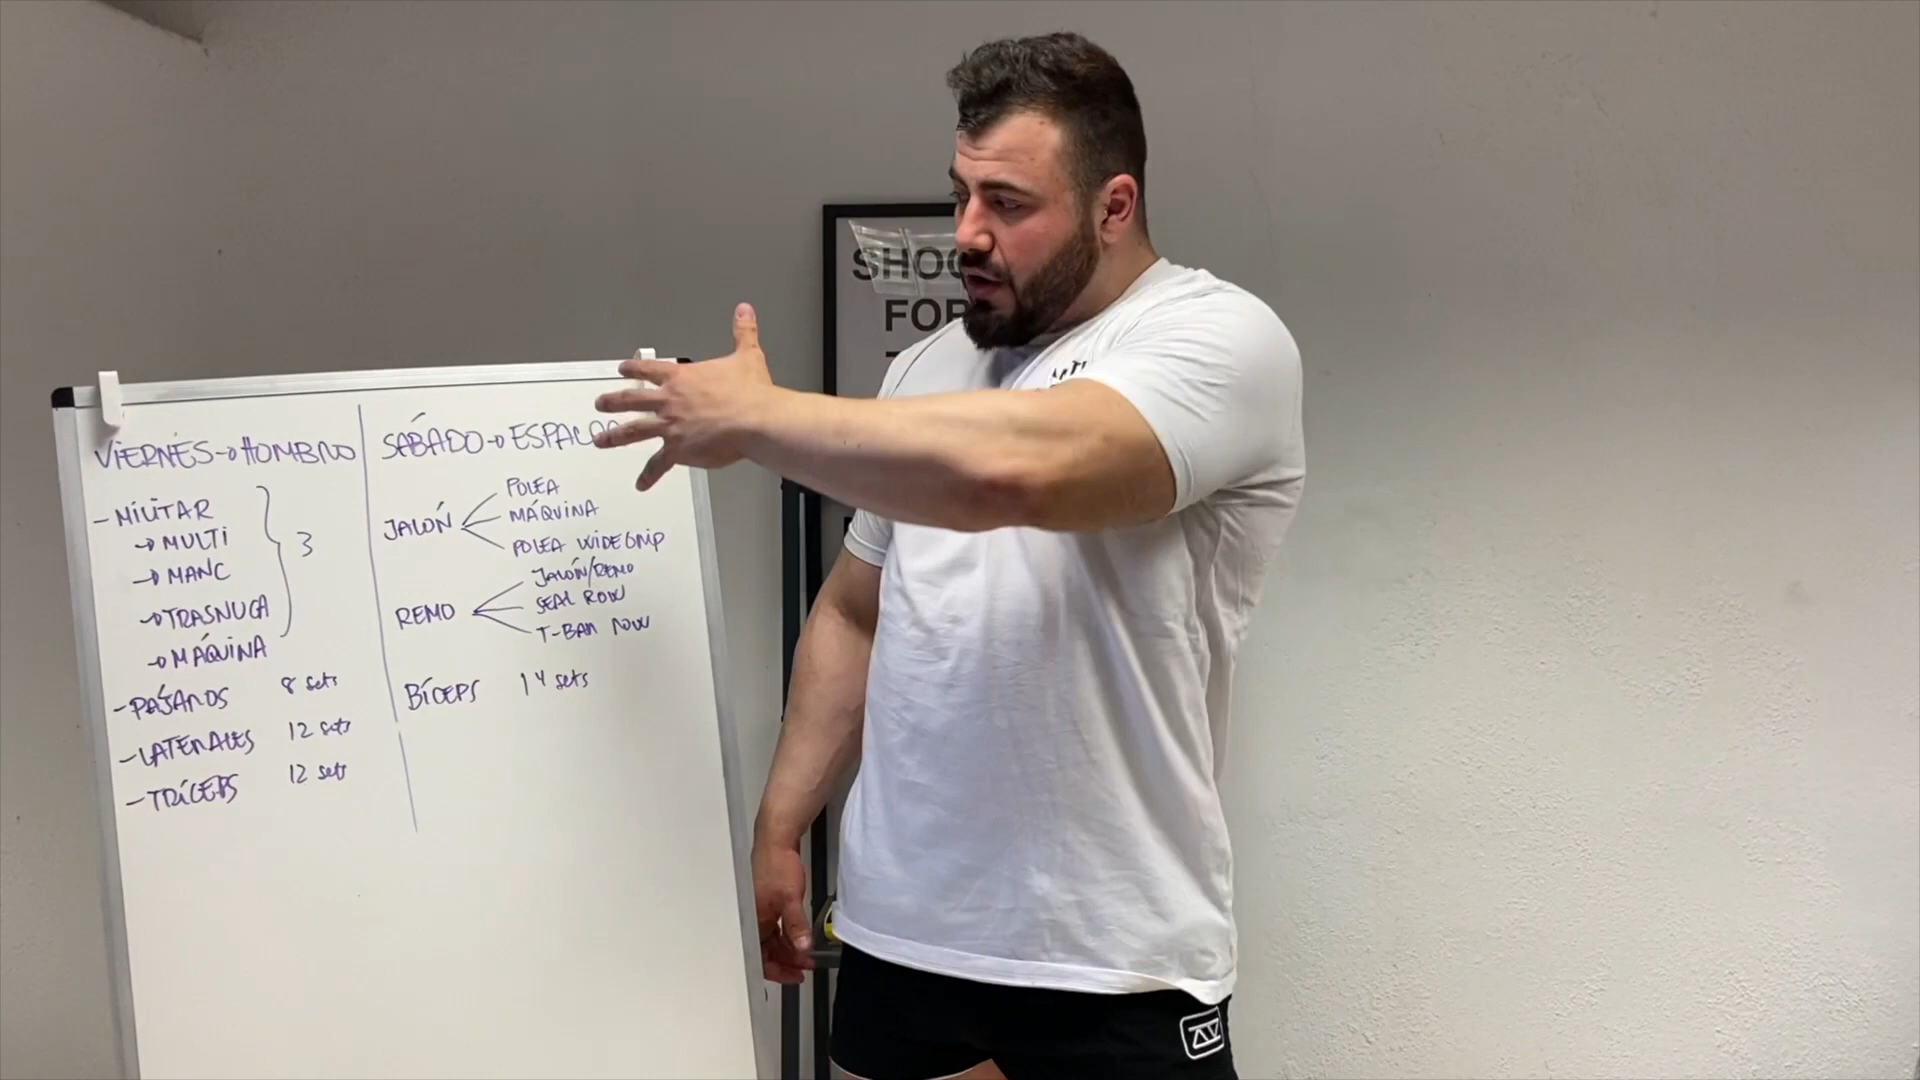 VIERNES → HOMBRO
- MILITAR
→ MULTI
→ MANC
→ TRASNUCA
→ MÁQUINA
3
- PÁJAROS 8 sets
- LATERALES 12 sets
- TRÍCEPS 12 sets
SÁBADO → ESPALDA
JALÓN
POLEA
MÁQUINA
POLEA WIDE GRIP
REMO
JALÓN/REMO
SEAL ROW
T-BAR ROW
BÍCEPS 14 sets
FOR